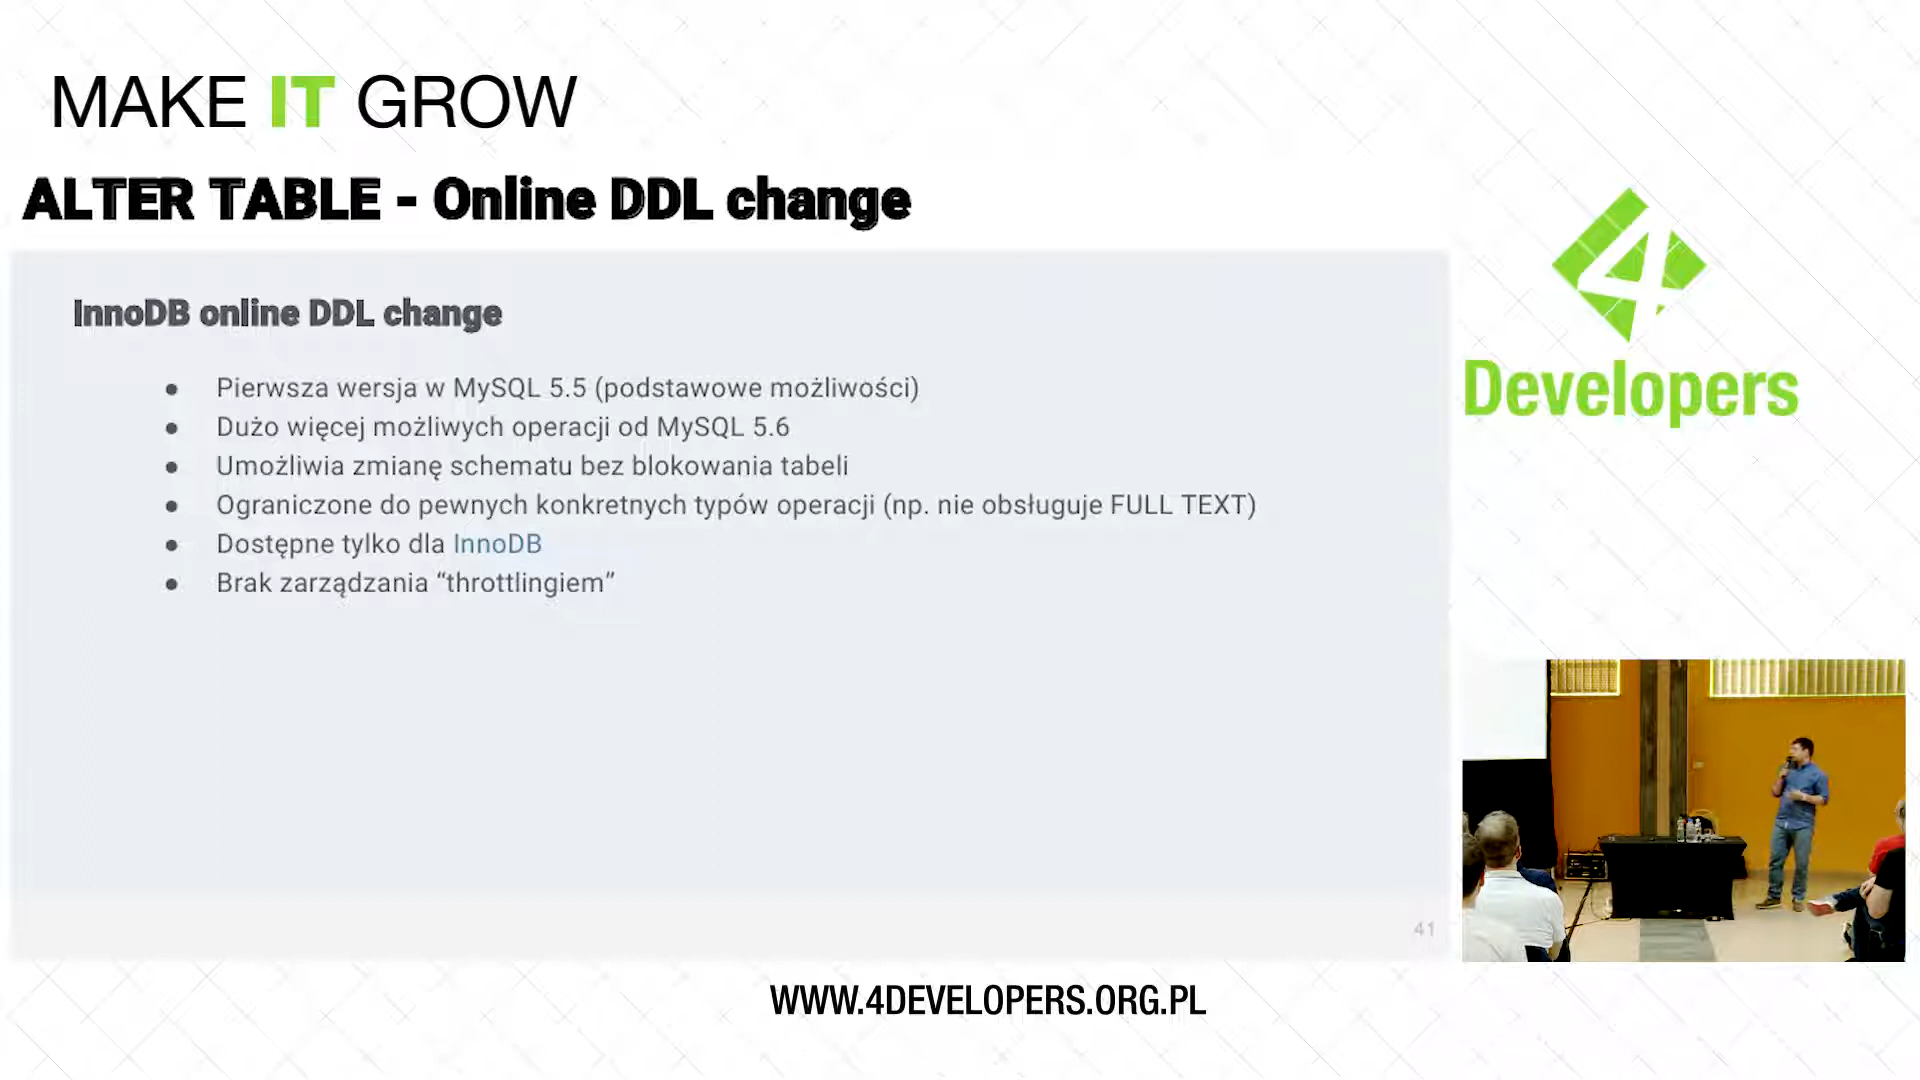 MAKE IT GROW
ALTER TABLE - Online DDL change
InnoDB online DDL change
● Pierwsza wersja w MySQL 5.5 (podstawowe możliwości)
● Dużo więcej możliwych operacji od MySQL 5.6
● Umożliwia zmianę schematu bez blokowania tabeli
● Ograniczone do pewnych konkretnych typów operacji (np. nie obsługuje FULL TEXT)
● Dostępne tylko dla InnoDB
● Brak zarządzania “throttlingiem”
41
4
Developers
WWW.4DEVELOPERS.ORG.PL